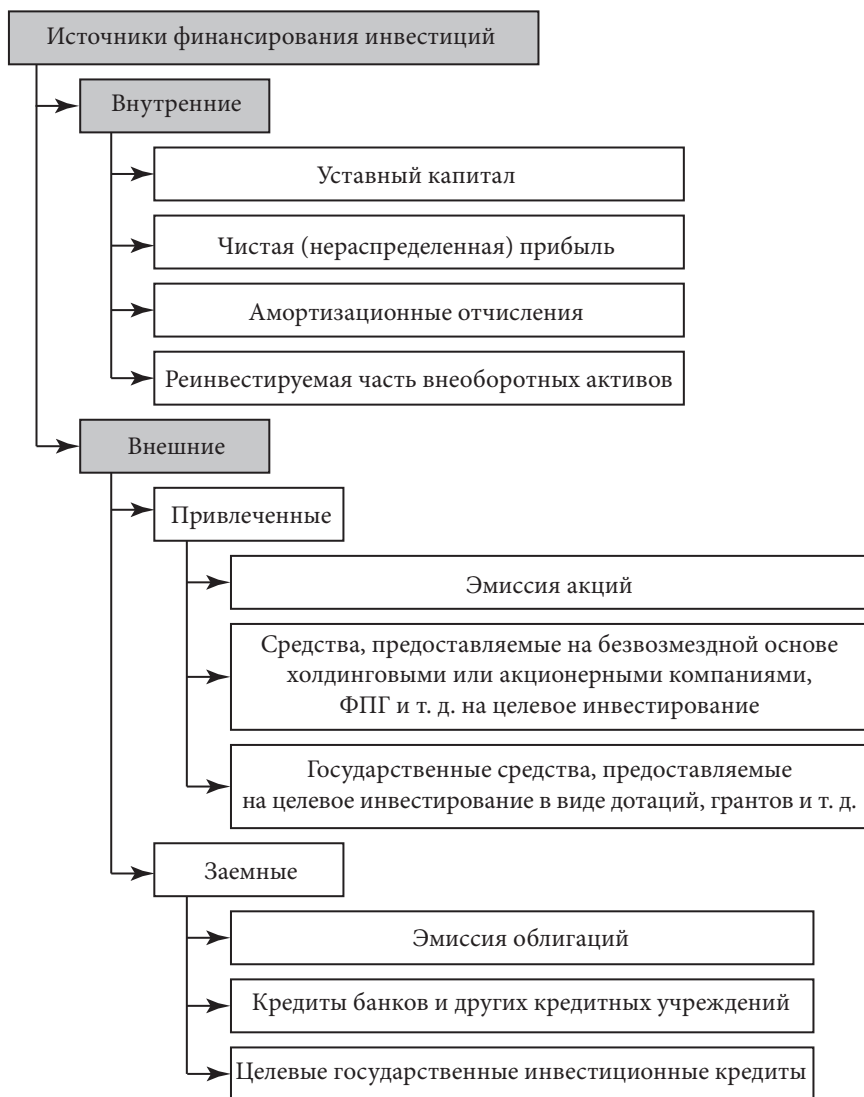 Источники финансирования инвестиций
Внутренние
Уставный капитал
Чистая (нераспределенная) прибыль
Амортизационные отчисления
Реинвестируемая часть внеоборотных активов
Внешние
Привлеченные
Эмиссия акций
Средства, предоставляемые на безвозмездной основе
холдинговыми или акционерными компаниями,
ФПГ и т. д. на целевое инвестирование
Государственные средства, предоставляемые
на целевое инвестирование в виде дотаций, грантов и т. д.
Заемные
Эмиссия облигаций
Кредиты банков и других кредитных учреждений
Целевые государственные инвестиционные кредиты